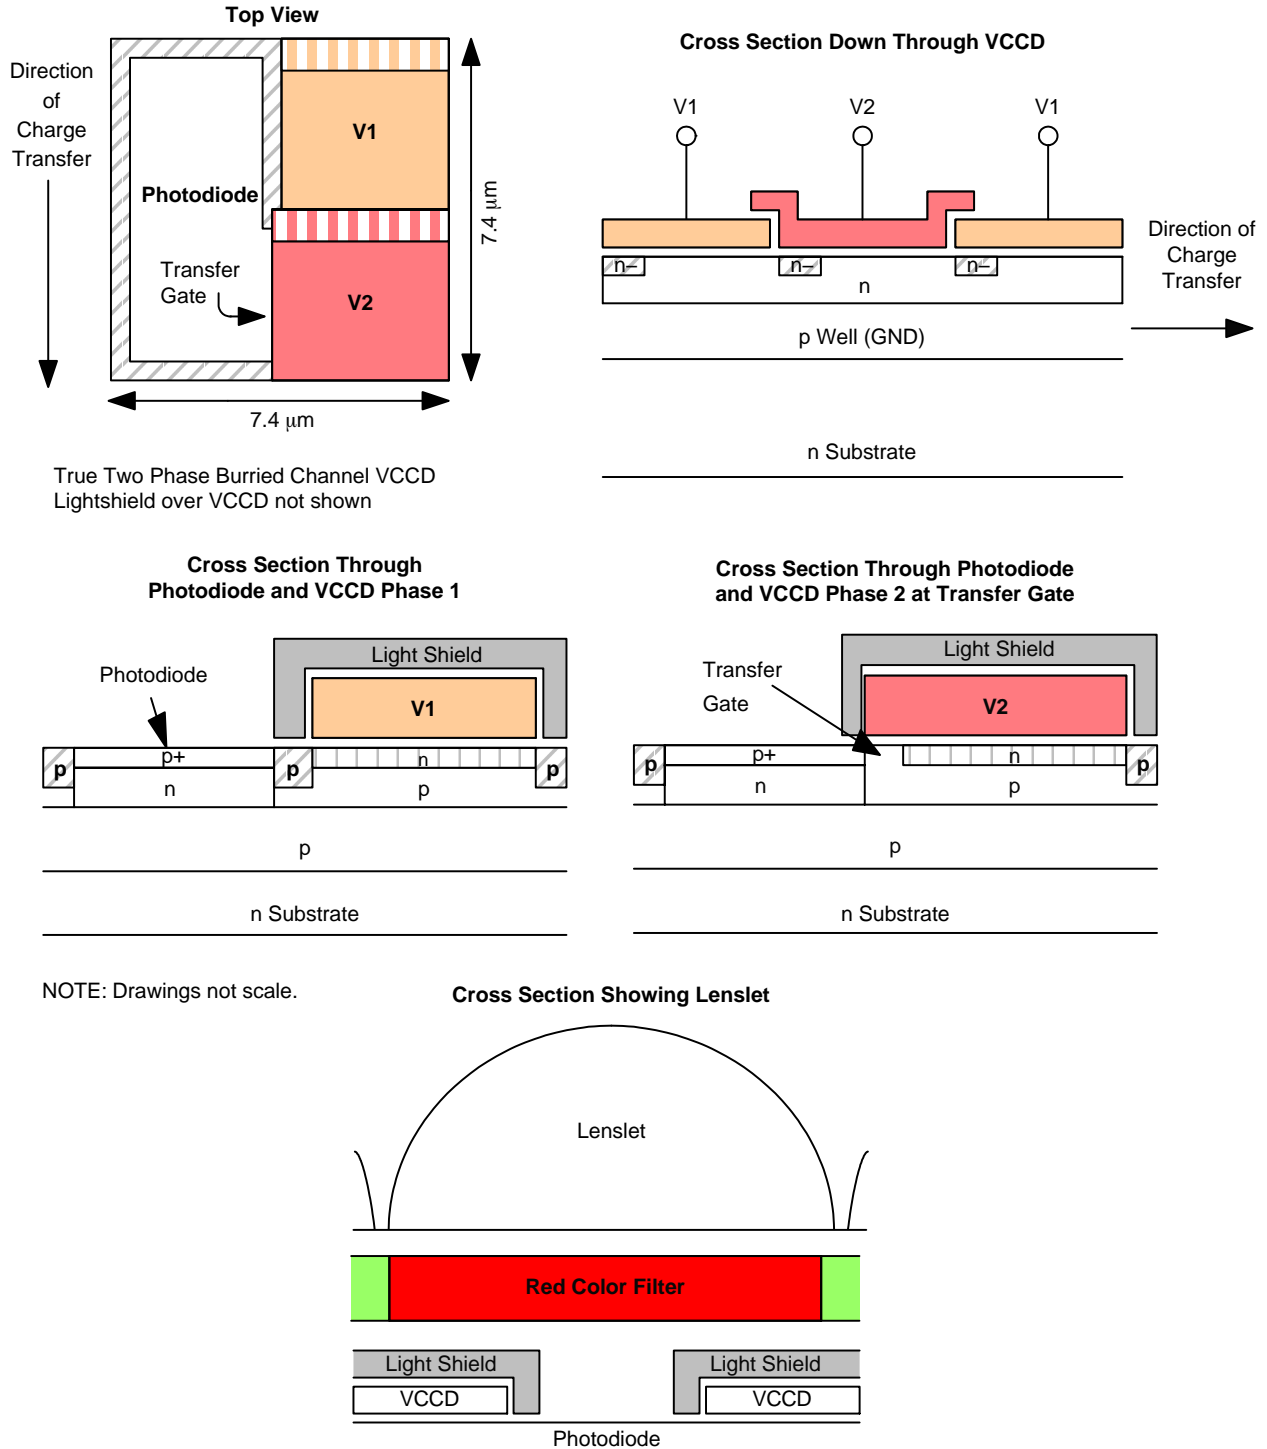 Top View
Direction
of
Charge
Transfer
V1
Photodiode
Transfer
Gate
V2
7.4 μm
7.4 μm
True Two Phase Burried Channel VCCD
Lightshield over VCCD not shown
Cross Section Down Through VCCD
V1
V2
V1
n–
n–
n–
n
p Well (GND)
n Substrate
Direction of
Charge
Transfer
Cross Section Through
Photodiode and VCCD Phase 1
Photodiode
Light Shield
V1
p
p+
p
n
p
n
p
p
n Substrate
Cross Section Through Photodiode
and VCCD Phase 2 at Transfer Gate
Transfer
Gate
Light Shield
V2
p
p+
n
p
n
p
p
n Substrate
NOTE: Drawings not scale.
Cross Section Showing Lenslet
Lenslet
Red Color Filter
Light Shield
Light Shield
VCCD
VCCD
Photodiode